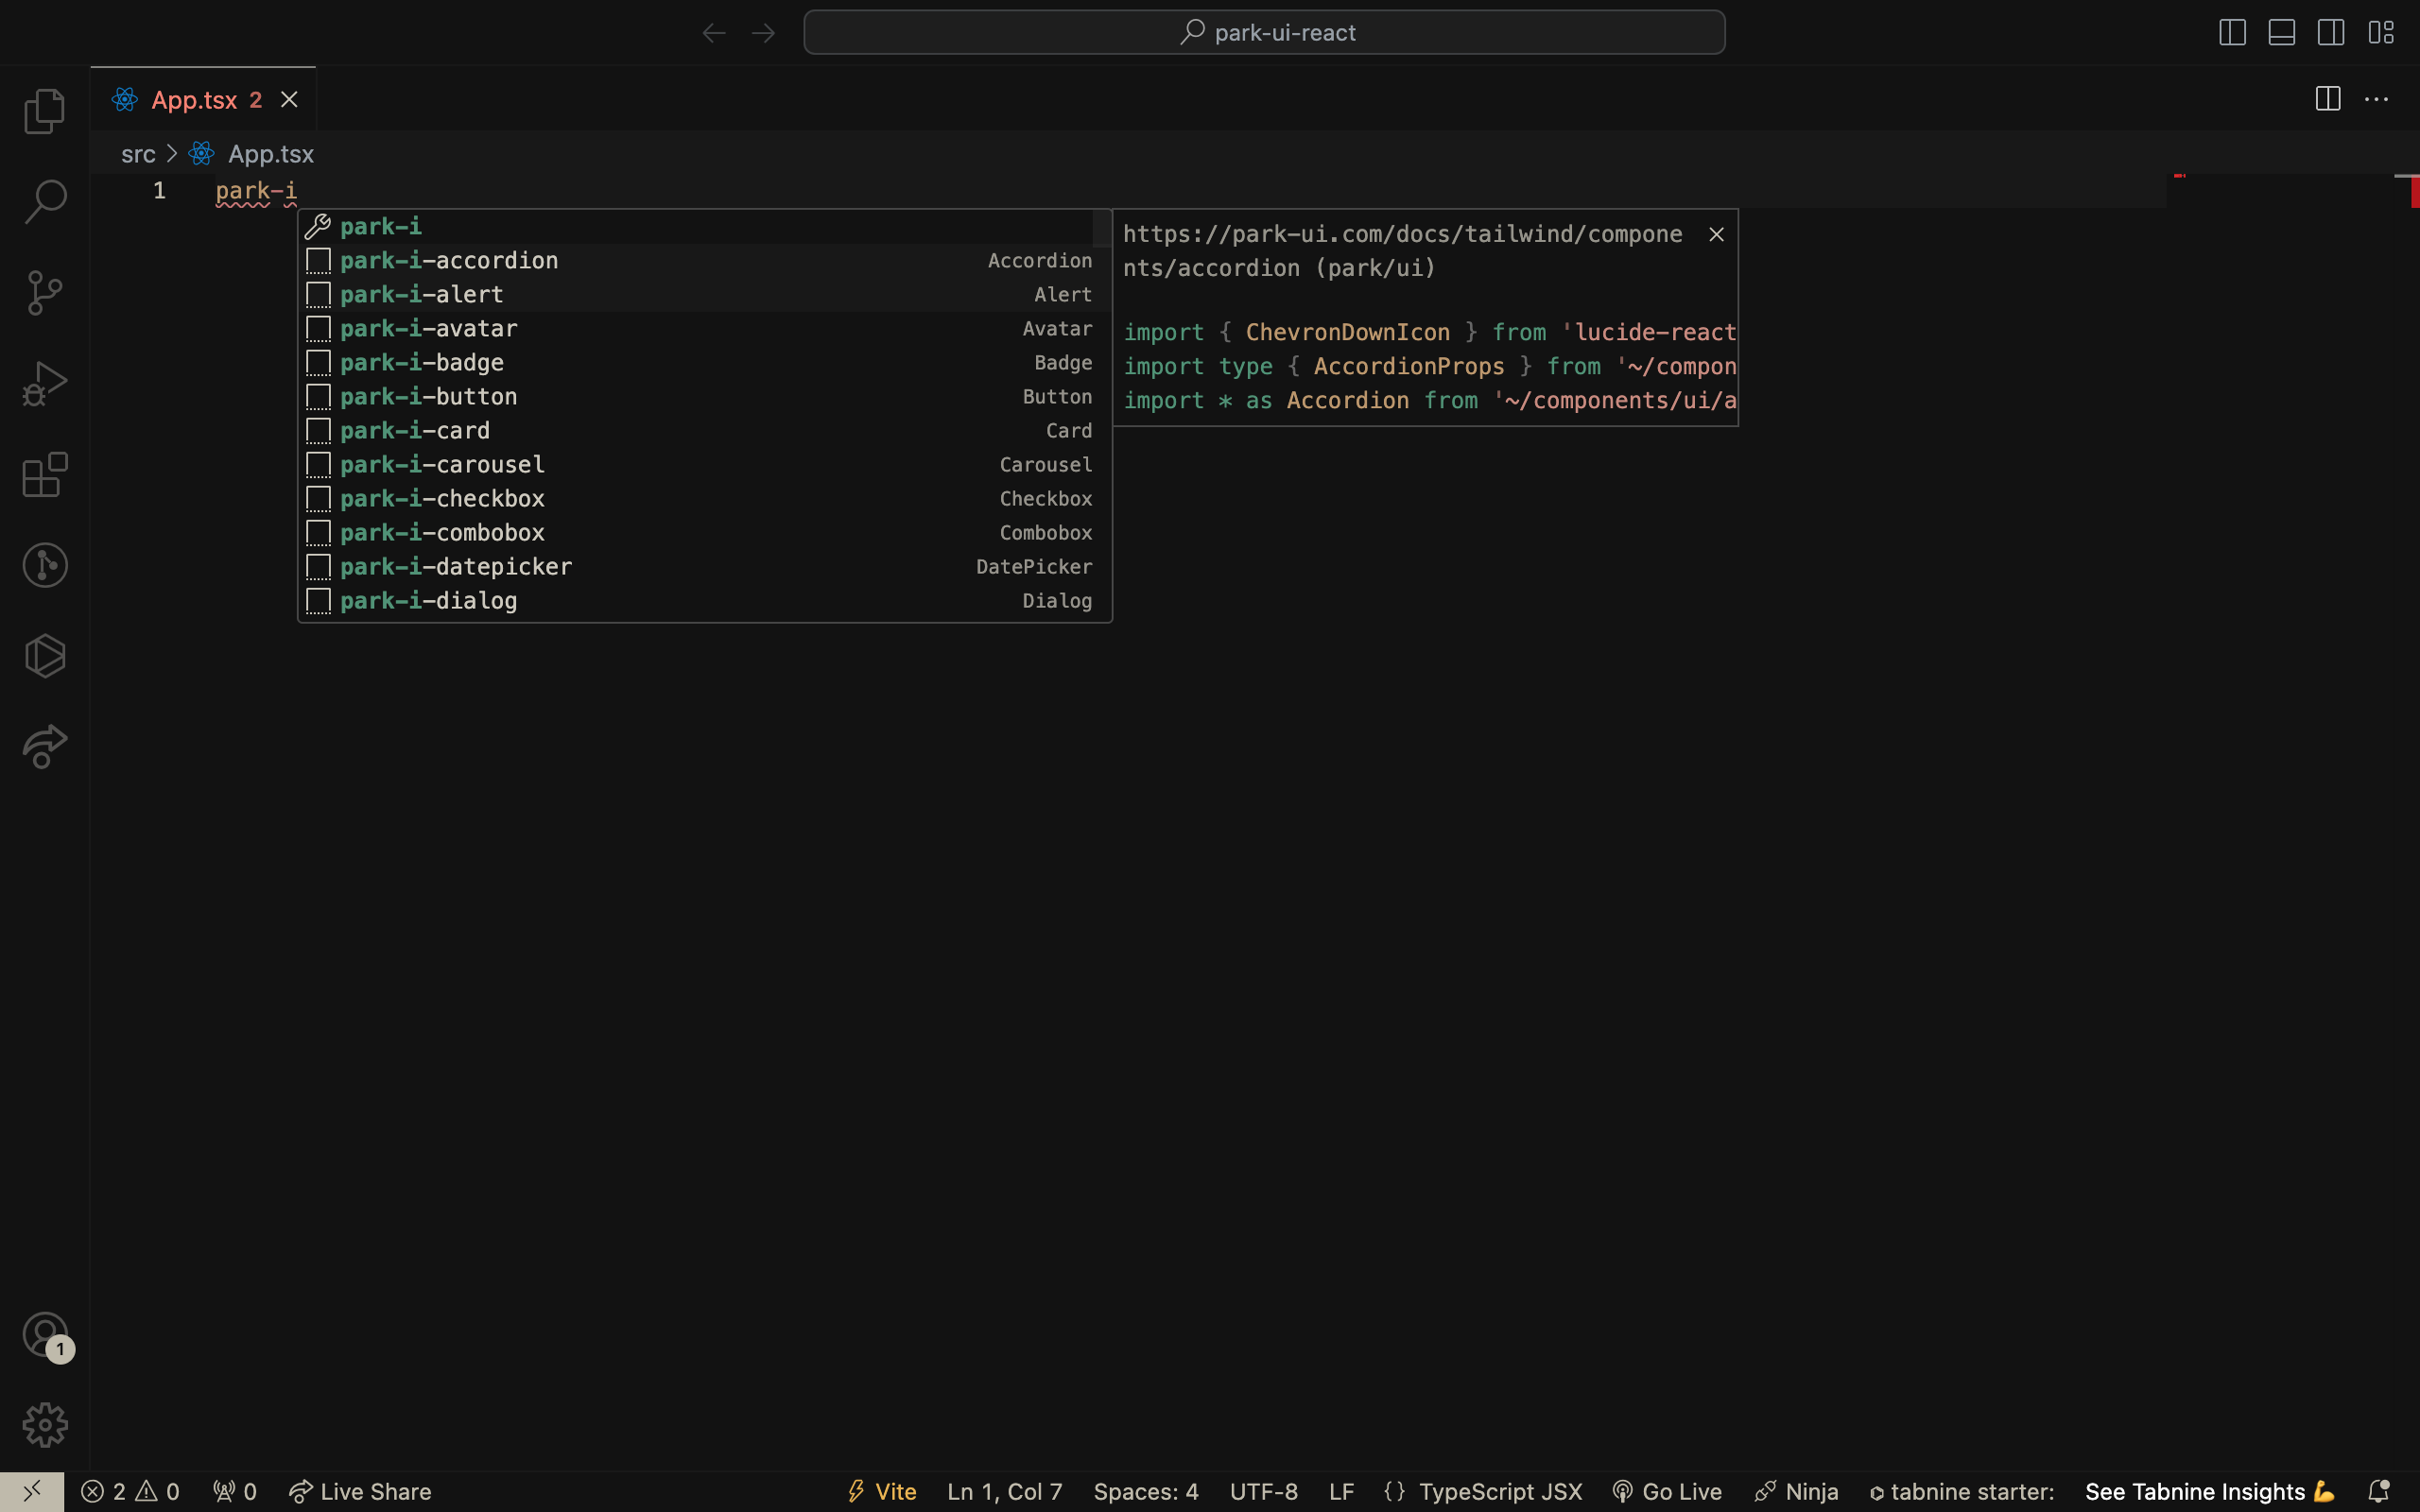 park-ui-react
App.tsx 2
src > App.tsx
1 park-i
park-i
park-i-accordion Accordion
park-i-alert Alert
park-i-avatar Avatar
park-i-badge Badge
park-i-button Button
park-i-card Card
park-i-carousel Carousel
park-i-checkbox Checkbox
park-i-combobox Combobox
park-i-datepicker DatePicker
park-i-dialog Dialog
https://park-ui.com/docs/tailwind/compone
nts/accordion (park/ui)
import { ChevronDownIcon } from 'lucide-react
import type { AccordionProps } from '~/compon
import * as Accordion from '~/components/ui/a
1
2 0 0 Live Share Vite Ln 1, Col 7 Spaces: 4 UTF-8 LF {} TypeScript JSX Go Live Ninja tabnine starter: See Tabnine Insights 💪